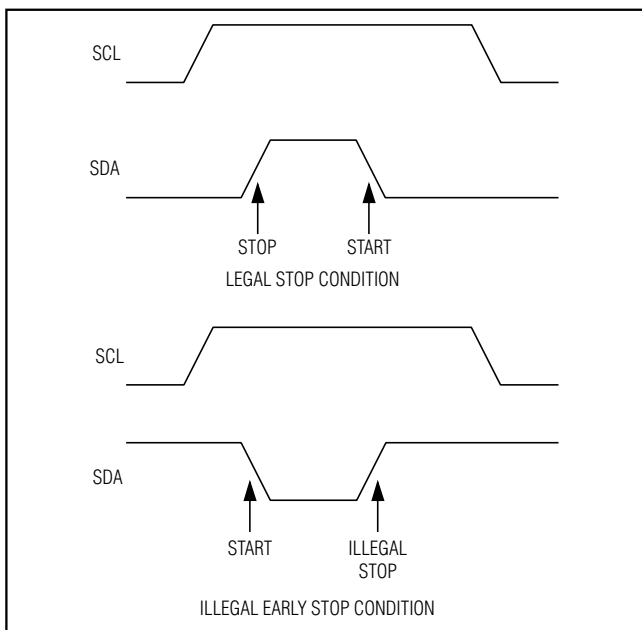 SCL
SDA
STOP START
LEGAL STOP CONDITION
SCL
SDA
START ILLEGAL
STOP
ILLEGAL EARLY STOP CONDITION